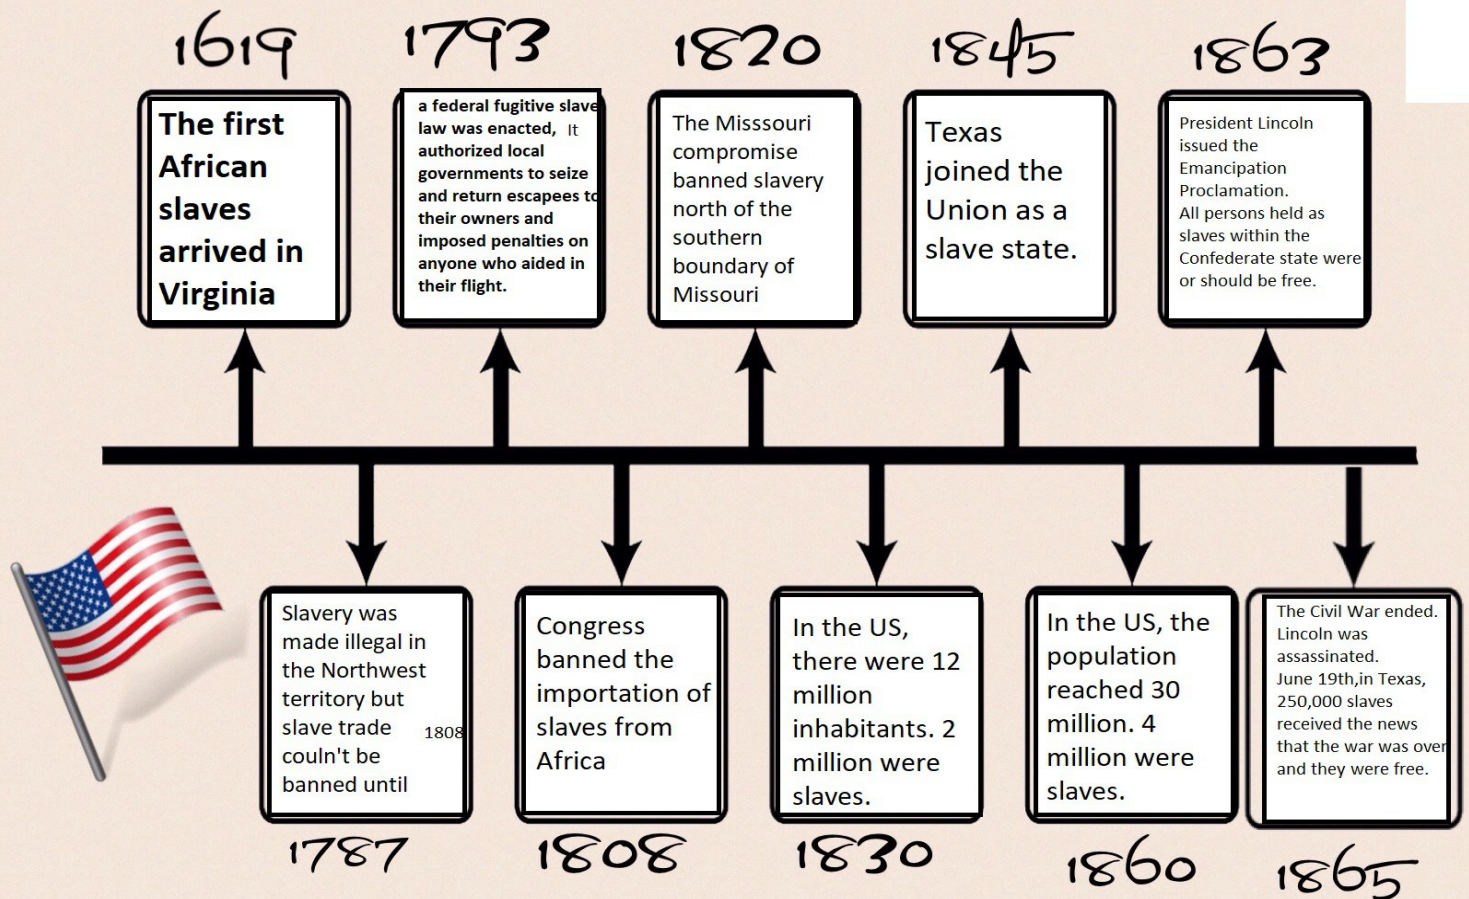 1619
The first
African
slaves
arrived in
Virginia
1793
a federal fugitive slave
law was enacted, It
authorized local
governments to seize
and return escapees to
their owners and
imposed penalties on
anyone who aided in
their flight.
1820
The Misssouri
compromise
banned slavery
north of the
southern
boundary of
Missouri
1845
Texas
joined the
Union as a
slave state.
1863
President Lincoln
issued the
Emancipation
Proclamation.
All persons held as
slaves within the
Confederate state were
or should be free.
Slavery was
made illegal in
the Northwest
territory but
slave trade 1808
couln't be
banned until
1787
Congress
banned the
importation of
slaves from
Africa
1808
In the US,
there were 12
million
inhabitants. 2
million were
slaves.
1830
In the US, the
population
reached 30
million. 4
million were
slaves.
1860
The Civil War ended.
Lincoln was
assassinated.
June 19th,in Texas,
250,000 slaves
received the news
that the war was over
and they were free.
1865